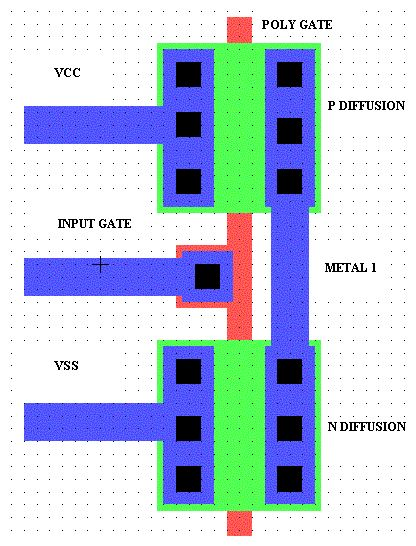 POLY GATE
VCC
P DIFFUSION
INPUT GATE
METAL 1
VSS
N DIFFUSION